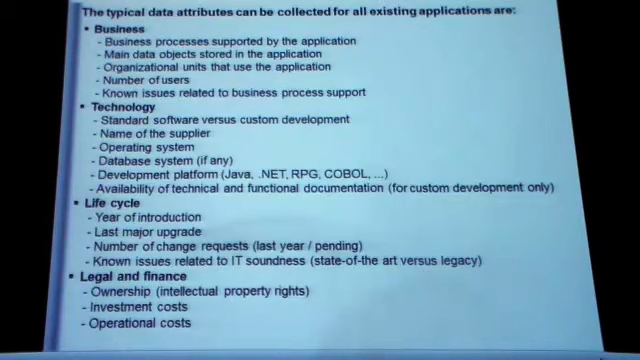 The typical data attributes can be collected for all existing applications are:
▪ Business
- Business processes supported by the application
- Main data objects stored in the application
- Organizational units that use the application
- Number of users
- Known issues related to business process support
▪ Technology
- Standard software versus custom development
- Name of the supplier
- Operating system
- Database system (if any)
- Development platform (Java, .NET, RPG, COBOL, ...)
- Availability of technical and functional documentation (for custom development only)
▪ Life cycle
- Year of introduction
- Last major upgrade
- Number of change requests (last year / pending)
- Known issues related to IT soundness (state-of-the art versus legacy)
▪ Legal and finance
- Ownership (intellectual property rights)
- Investment costs
- Operational costs